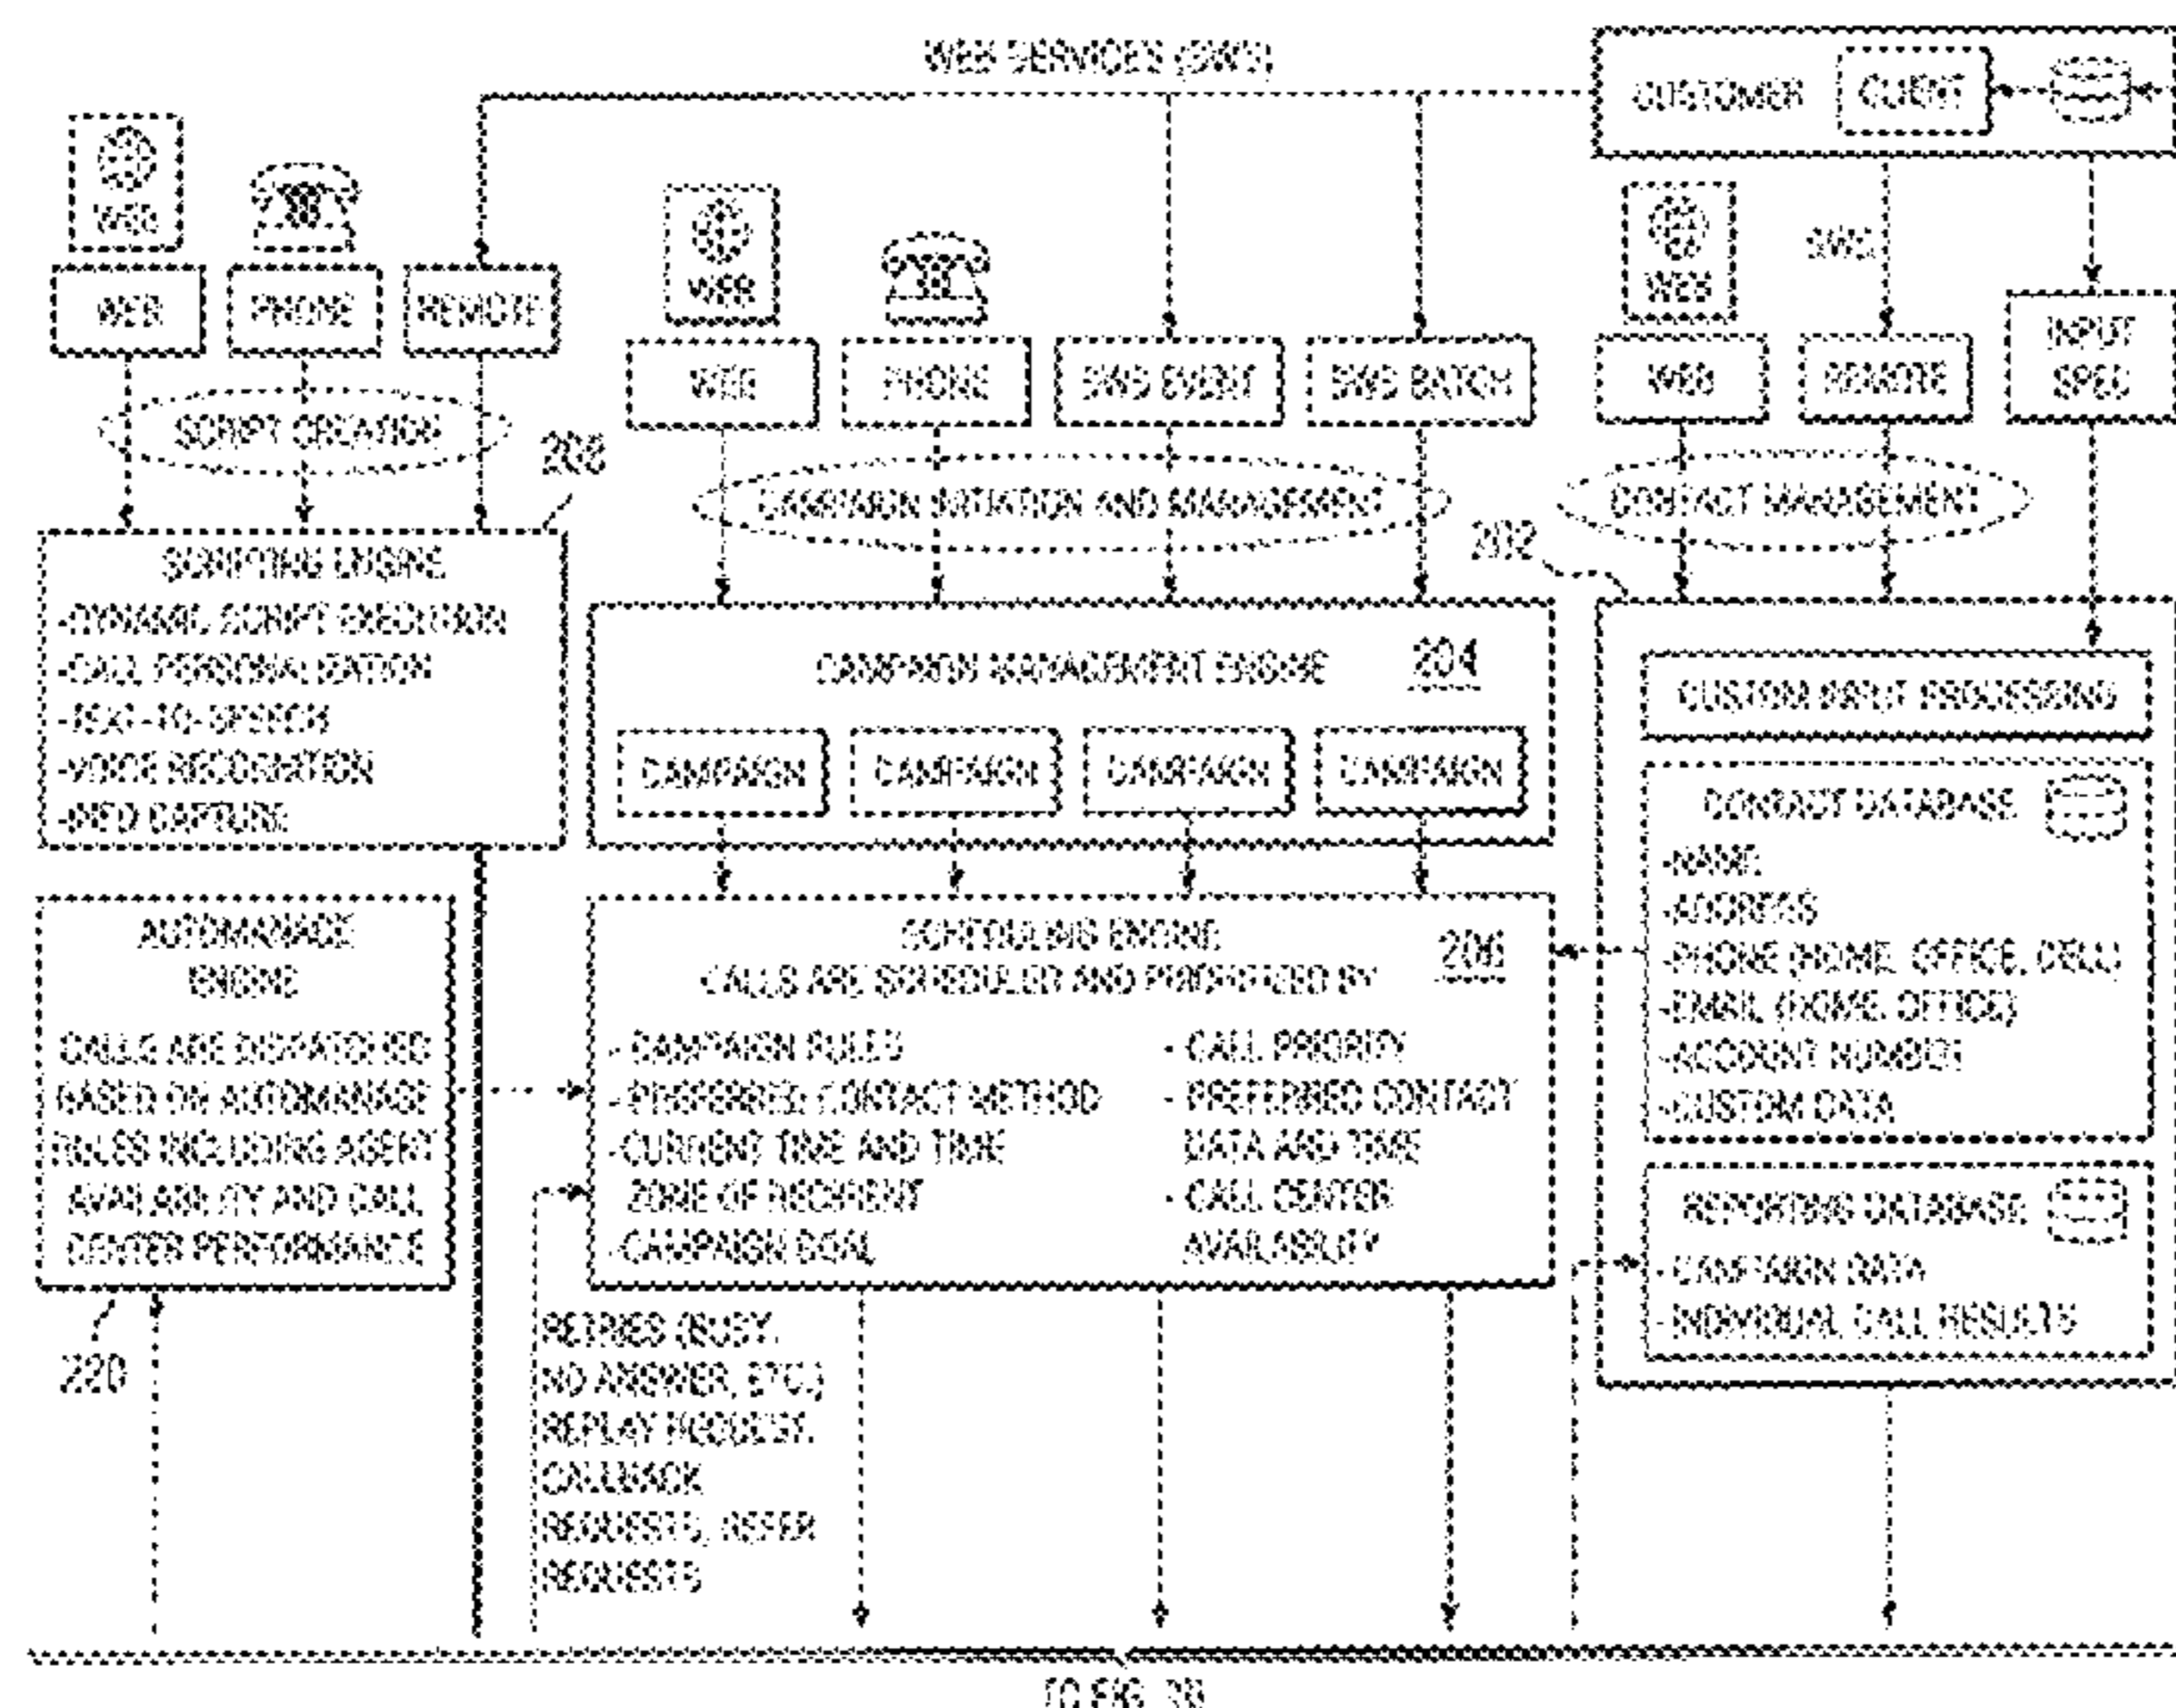 WEB SERVICES (SWS)
CUSTOMER
CLIENT
WEB
WEB
PHONE
REMOTE
SCRIPT CREATION
WEB
WEB
PHONE
SWS EVENT
SWS BATCH
CAMPAIGN INITIATION AND MANAGEMENT
WEB
SWS
WEB
REMOTE
INPUT
SPEC
CONTACT MANAGEMENT
202
SCRIPTING ENGINE
-DYNAMIC SCRIPT EXECUTION
-CALL PERSONALIZATION
-TEXT-TO-SPEECH
-VOICE RECOGNITION
-INFO CAPTURE
CAMPAIGN MANAGEMENT ENGINE
204
CAMPAIGN
CAMPAIGN
CAMPAIGN
CAMPAIGN
CUSTOM INPUT PROCESSING
CONTACT DATABASE
-NAME
-ADDRESS
-PHONE (HOME, OFFICE, CELL)
-EMAIL (HOME, OFFICE)
-ACCOUNT NUMBER
-CUSTOM DATA
AUTOMANAGE
ENGINE
CALLS ARE DISPATCHED
BASED ON AUTOMANAGE
RULES INCLUDING AGENT
AVAILABILITY AND CALL
CENTER PERFORMANCE
220
SCHEDULING ENGINE
206
CALLS ARE SCHEDULED AND PRIORITIZED BY
- CAMPAIGN RULES
- PREFERRED CONTACT METHOD
-CURRENT TIME AND TIME
ZONE OF RECIPIENT
-CAMPAIGN GOAL
- CALL PRIORITY
- PREFERRED CONTACT
DATA AND TIME
- CALL CENTER
AVAILABILITY
REPORTING DATABASE
- CAMPAIGN DATA
- INDIVIDUAL CALL RESULTS
RETRIES (BUSY,
NO ANSWER, ETC.)
REPLAY REQUEST,
CALLBACK
REQUESTS, REFER
REQUESTS